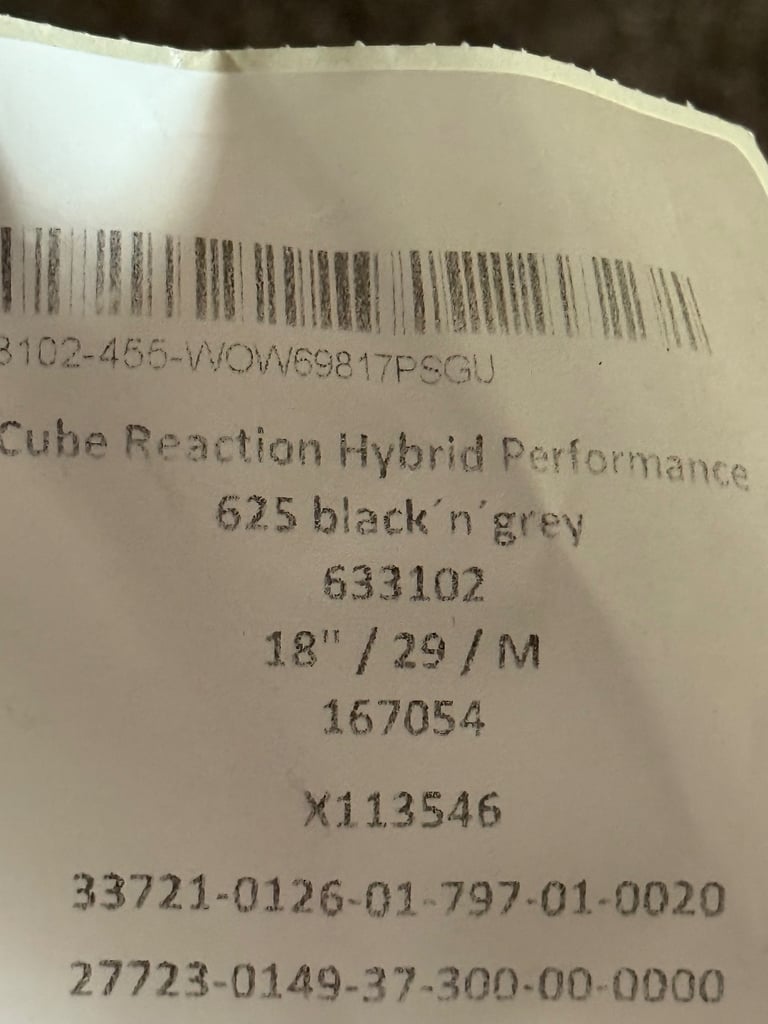 3102-455-WOW69817PSGU
Cube Reaction Hybrid Performance
625 black´n´grey
633102
18" / 29 / M
167054
X113546
33721-0126-01-797-01-0020
27723-0149-37-300-00-0000